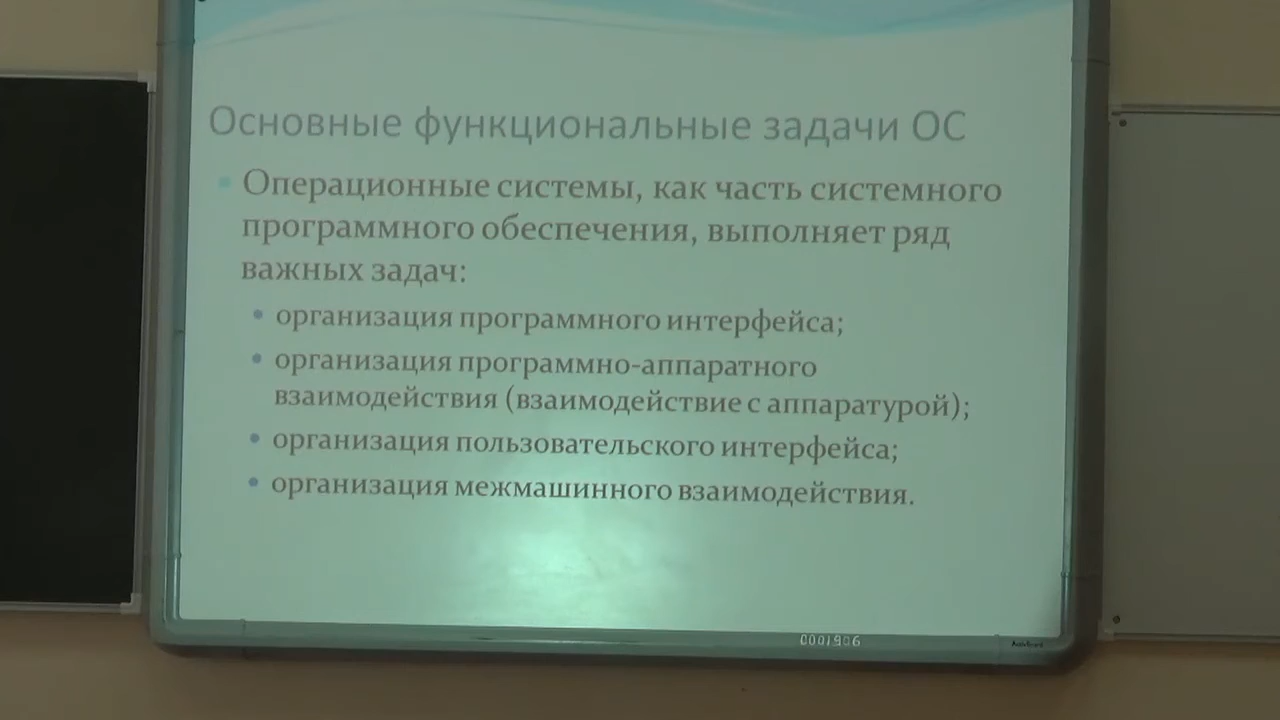 Основные функциональные задачи ОС
Операционные системы, как часть системного
программного обеспечения, выполняет ряд
важных задач:
организация программного интерфейса;
организация программно-аппаратного
взаимодействия (взаимодействие с аппаратурой);
организация пользовательского интерфейса;
организация межмашинного взаимодействия.